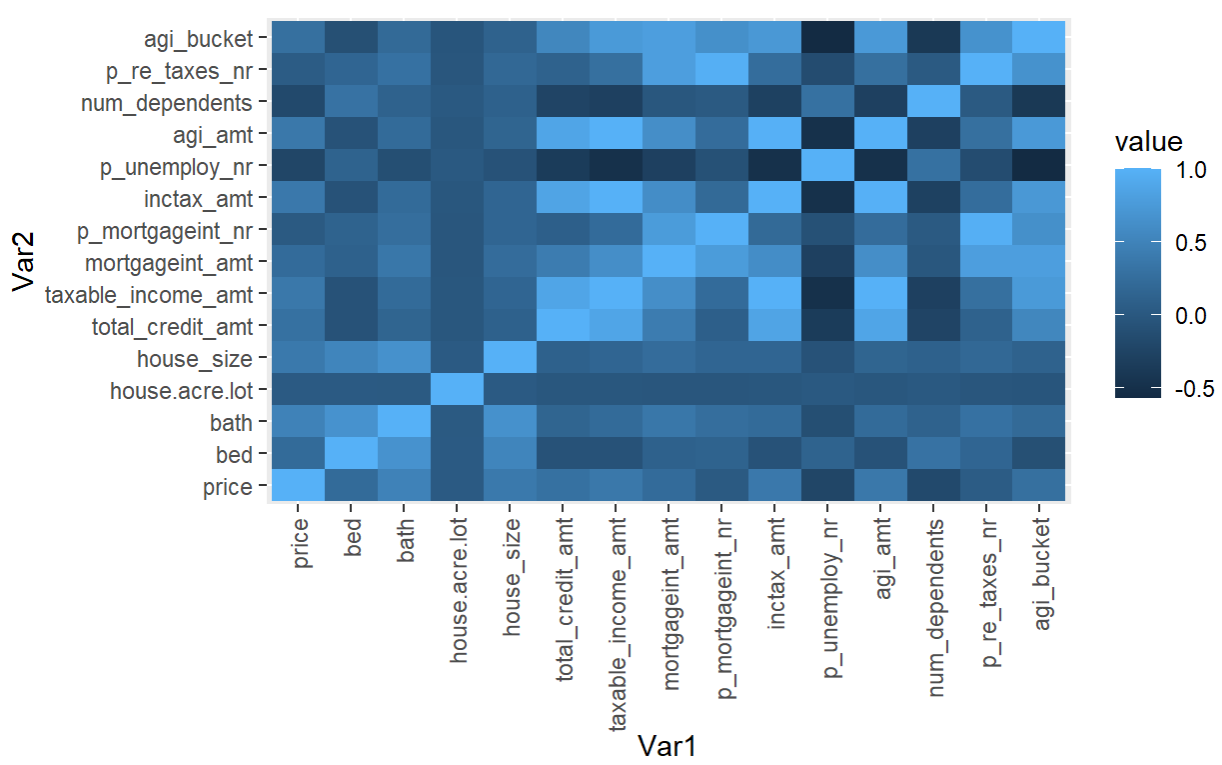 agi_bucket
p_re_taxes_nr
num_dependents
agi_amt
p_unemploy_nr
inctax_amt
p_mortgageint_nr
mortgageint_amt
taxable_income_amt
total_credit_amt
house_size
house.acre.lot
bath
bed
price
Var2
price
bed
bath
house.acre.lot
house_size
total_credit_amt
taxable_income_amt
mortgageint_amt
p_mortgageint_nr
inctax_amt
p_unemploy_nr
agi_amt
num_dependents
p_re_taxes_nr
agi_bucket
Var1
value
1.0
0.5
0.0
-0.5